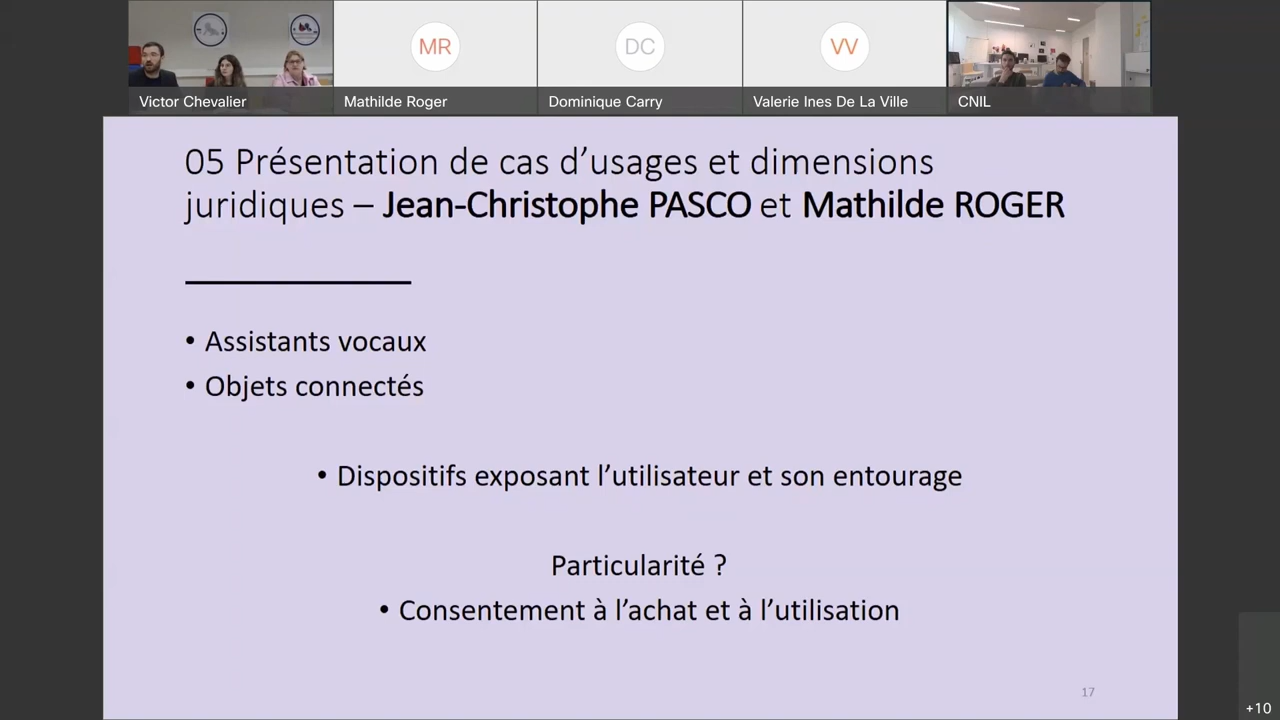 MR
DC
VV
Victor Chevalier
Mathilde Roger
Dominique Carry
Valerie Ines De La Ville
CNIL
05 Présentation de cas d’usages et dimensions
juridiques – Jean-Christophe PASCO et Mathilde ROGER
• Assistants vocaux
• Objets connectés
• Dispositifs exposant l’utilisateur et son entourage
Particularité ?
• Consentement à l’achat et à l’utilisation
17
+10